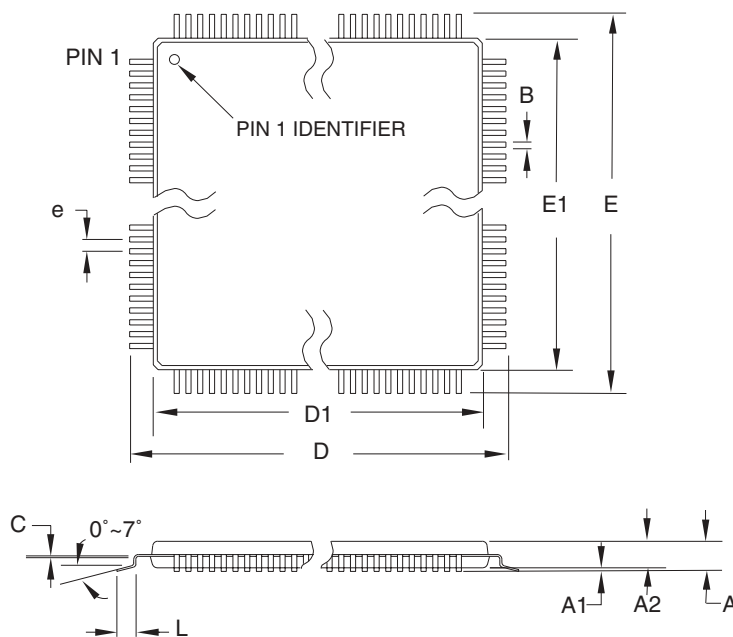 PIN 1
PIN 1 IDENTIFIER
B
e
E1
E
D1
D
C
0°~7°
L
A1
A2
A